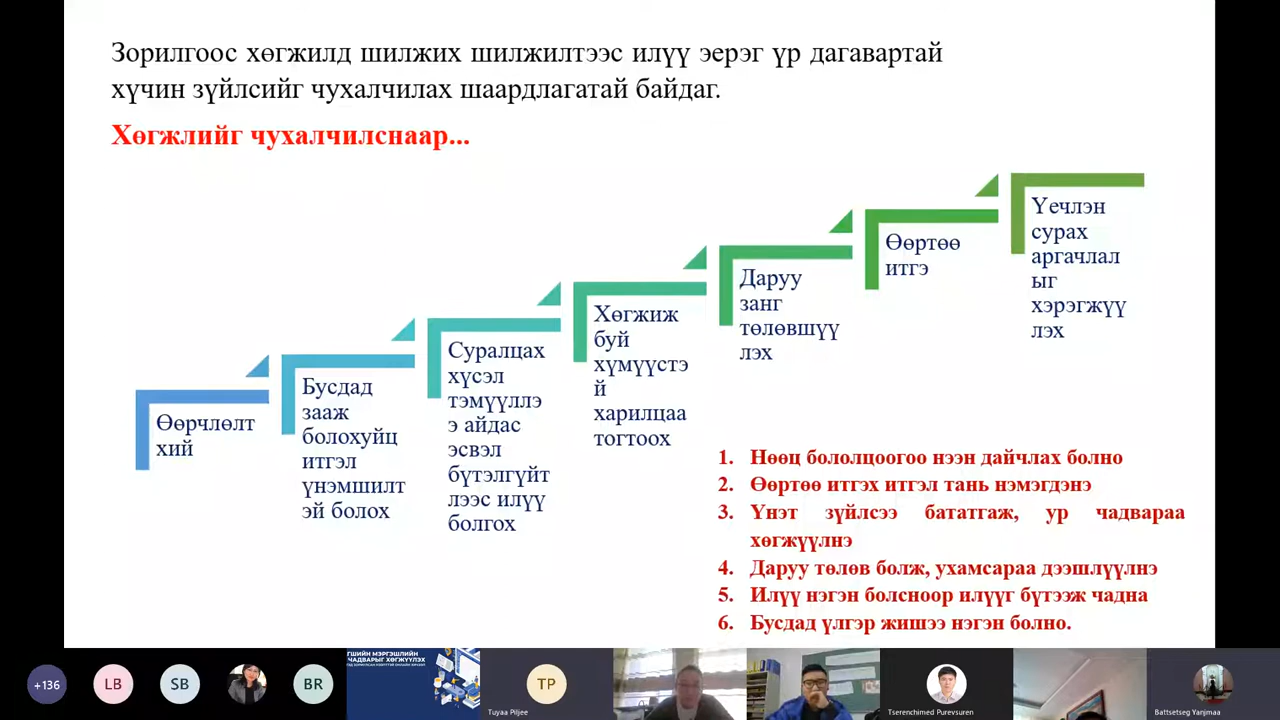 Зорилгоос хөгжилд шилжих шилжилтээс илүү эерэг үр дагавартай
хүчин зүйлсийг чухалчилах шаардлагатай байдаг.
Хөгжлийг чухалчилснаар...
Өөрчлөлт
хий
Бусдад
зааж
болохуйц
итгэл
үнэмшилт
эй болох
Суралцах
хүсэл
тэмүүллэ
э айдас
эсвэл
бүтэлгүйт
лээс илүү
болгох
Хөгжиж
буй
хүмүүстэ
й
харилцаа
тогтоох
Даруу
занг
төлөвшүү
лэх
Өөртөө
итгэ
Үечлэн
сурах
аргачлал
ыг
хэрэгжүү
лэх
1. Нөөц бололцоогоо нээн дайчлах болно
2. Өөртөө итгэх итгэл тань нэмэгдэнэ
3. Үнэт зүйлсээ бататгаж, ур чадвараа
хөгжүүлнэ
4. Даруу төлөв болж, ухамсараа дээшлүүлнэ
5. Илүү нэгэн болсноор илүүг бүтээж чадна
6. Бусдад үлгэр жишээ нэгэн болно.
+136
LB
SB
BR
ГШИЙН МЭРГЭШЛИЙН
ЧАДВАРЫГ ХӨГЖҮҮЛЭХ
TP
Tuyaa Piljee
Tserenchimed Purevsuren
Battsetseg Yanjmaa